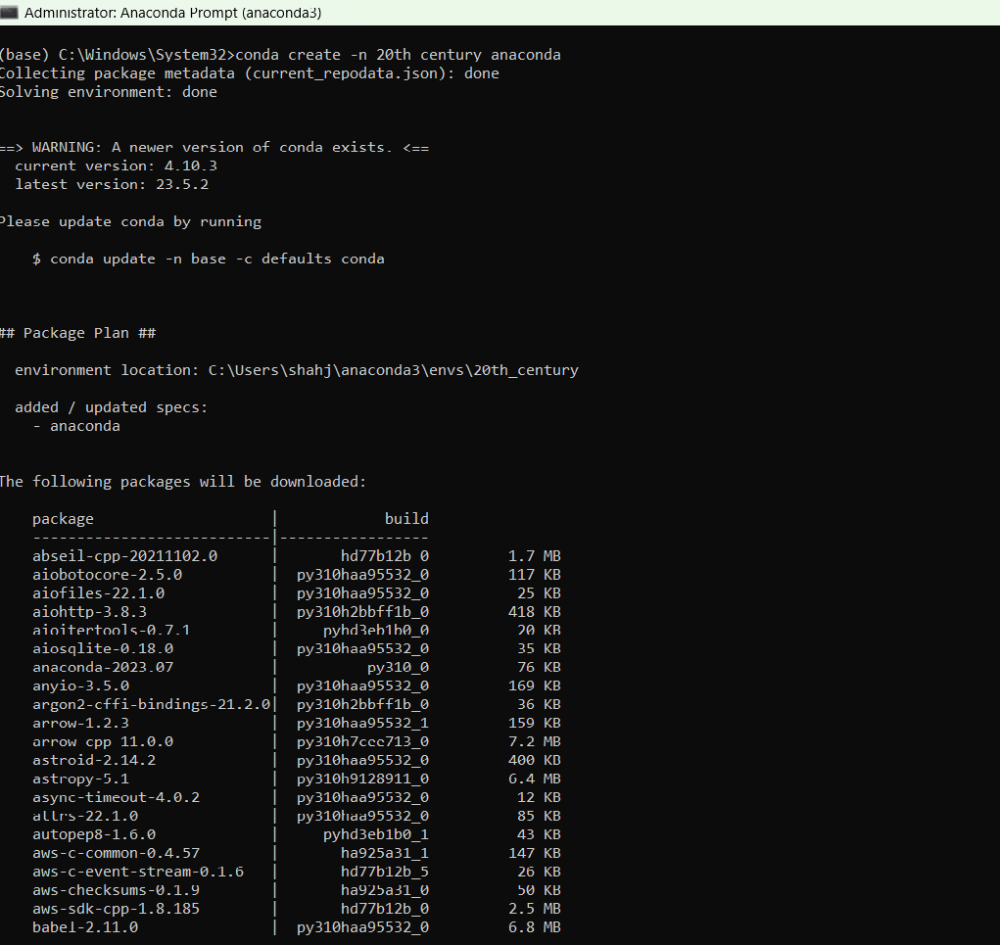 Administrator: Anaconda Prompt (anaconda3)
(base) C:\Windows\System32>conda create -n 20th_century anaconda
Collecting package metadata (current_repodata.json): done
Solving environment: done
==> WARNING: A newer version of conda exists. <==
current version: 4.10.3
latest version: 23.5.2
Please update conda by running
$ conda update -n base -c defaults conda
## Package Plan ##
environment location: C:\Users\shahj\anaconda3\envs\20th_century
added / updated specs:
- anaconda
The following packages will be downloaded:
package | build
---------------------------|-----------------
abseil-cpp-20211102.0 | hd77b12b_0 1.7 MB
aiobotocore-2.5.0 | py310haa95532_0 117 KB
aiofiles-22.1.0 | py310haa95532_0 25 KB
aiohttp-3.8.3 | py310h2bbff1b_0 418 KB
aioitertools-0.7.1 | pyhd3eb1b0_0 20 KB
aiosqlite-0.18.0 | py310haa95532_0 35 KB
anaconda-2023.07 | py310_0 76 KB
anyio-3.5.0 | py310haa95532_0 169 KB
argon2-cffi-bindings-21.2.0| py310h2bbff1b_0 36 KB
arrow-1.2.3 | py310haa95532_1 159 KB
arrow-cpp-11.0.0 | py310h7cec713_0 7.2 MB
astroid-2.14.2 | py310haa95532_0 400 KB
astropy-5.1 | py310h9128911_0 6.4 MB
async-timeout-4.0.2 | py310haa95532_0 12 KB
attrs-22.1.0 | py310haa95532_0 85 KB
autopep8-1.6.0 | pyhd3eb1b0_1 43 KB
aws-c-common-0.4.57 | ha925a31_1 147 KB
aws-c-event-stream-0.1.6 | hd77b12b_5 26 KB
aws-checksums-0.1.9 | ha925a31_0 50 KB
aws-sdk-cpp-1.8.185 | hd77b12b_0 2.5 MB
babel-2.11.0 | py310haa95532_0 6.8 MB